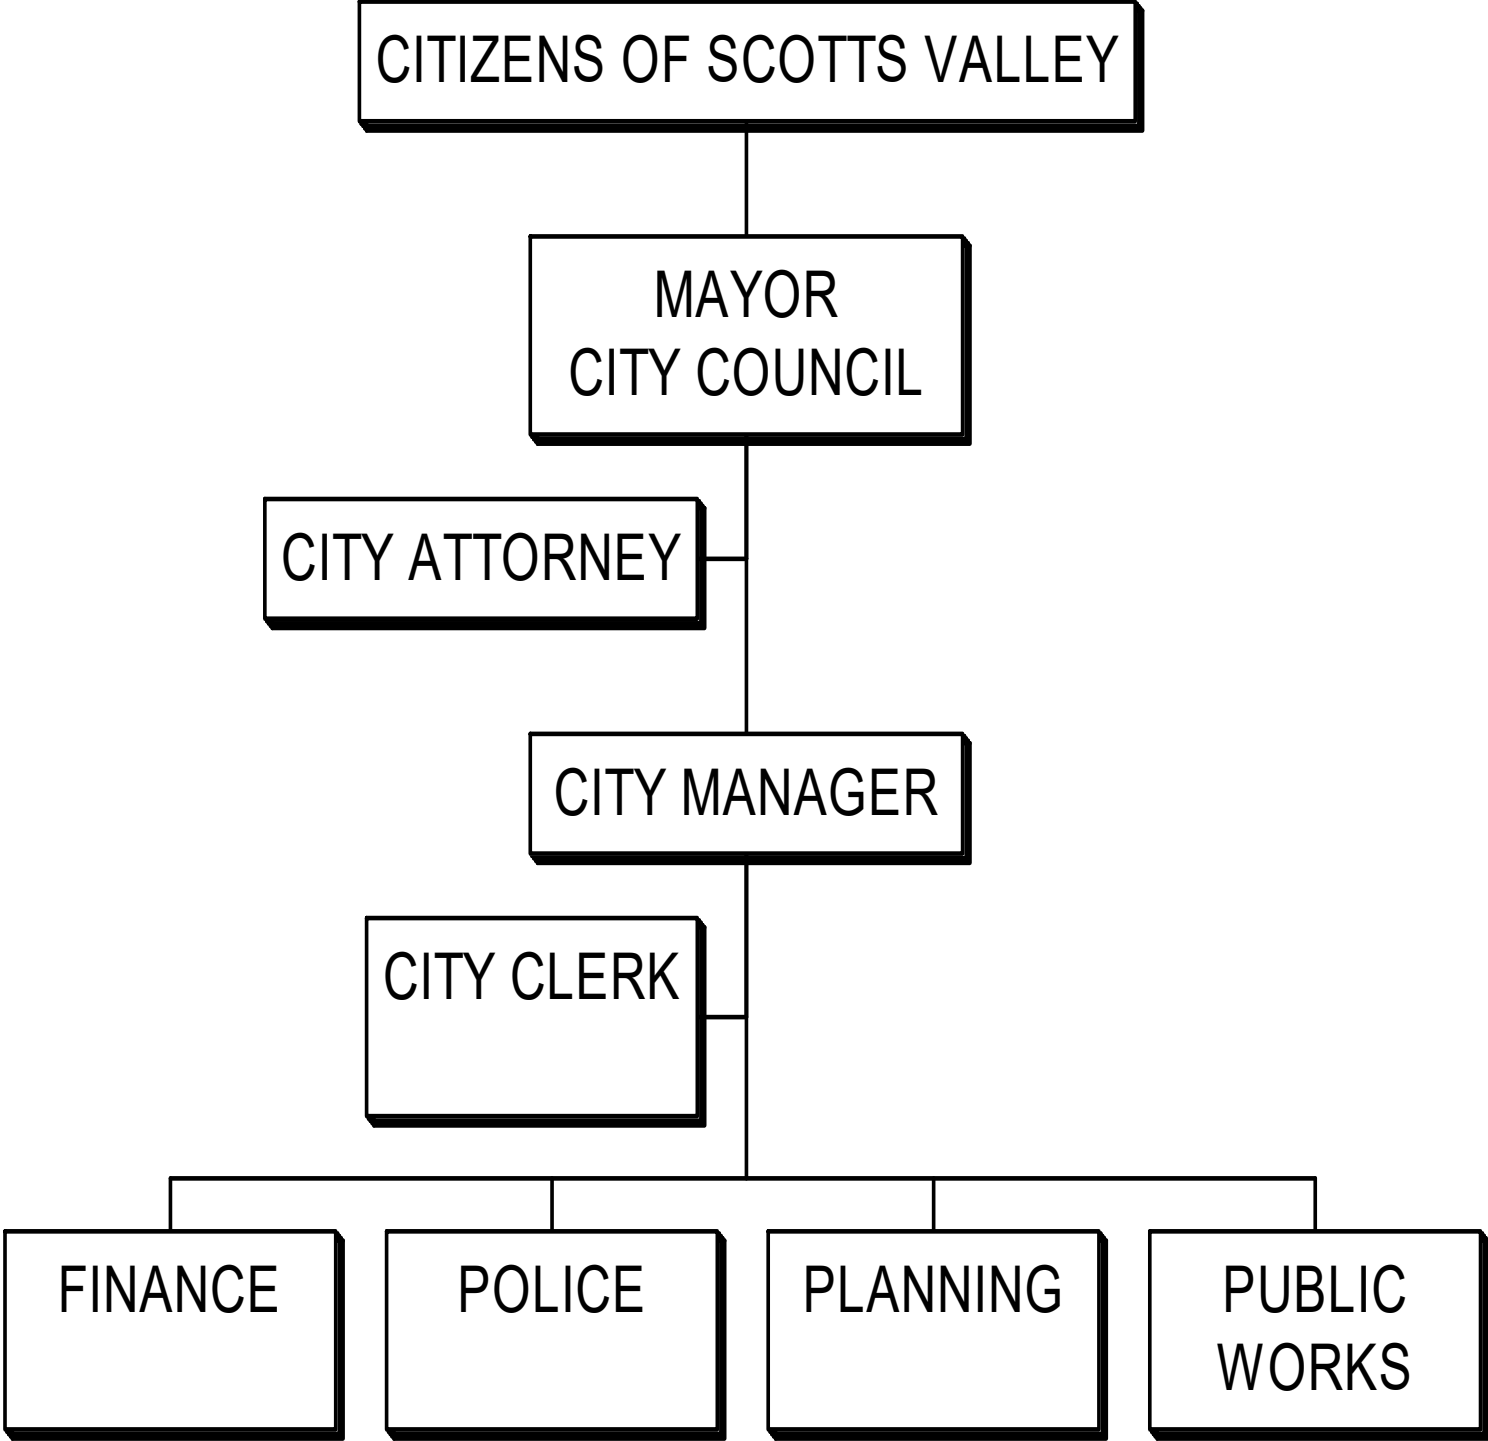 CITIZENS OF SCOTTS VALLEY
MAYOR
CITY COUNCIL
CITY ATTORNEY
CITY MANAGER
CITY CLERK
FINANCE
POLICE
PLANNING
PUBLIC
WORKS